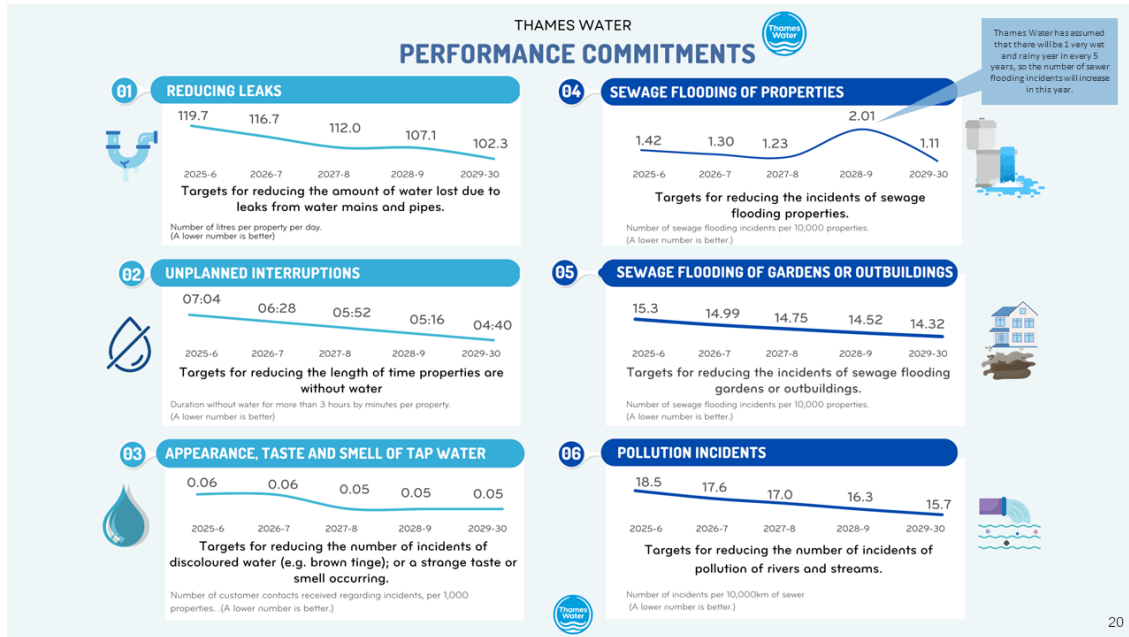 THAMES WATER
Thames
Water
PERFORMANCE COMMITMENTS
Thames Water has assumed
that there will be 1 very wet
and rainy year in every 5
years, so the number of sewer
flooding incidents will increase
in this year.
01
REDUCING LEAKS
119.7
116.7
112.0
107.1
102.3
2025-6
2026-7
2027-8
2028-9
2029-30
Targets for reducing the amount of water lost due to
leaks from water mains and pipes.
Number of litres per property per day.
(A lower number is better)
02
UNPLANNED INTERRUPTIONS
07:04
06:28
05:52
05:16
04:40
2025-6
2026-7
2027-8
2028-9
2029-30
Targets for reducing the length of time properties are
without water
Duration without water for more than 3 hours by minutes per property.
(A lower number is better)
03
APPEARANCE, TASTE AND SMELL OF TAP WATER
0.06
0.06
0.05
0.05
0.05
2025-6
2026-7
2027-8
2028-9
2029-30
Targets for reducing the number of incidents of
discoloured water (e.g. brown tinge); or a strange taste or
smell occurring.
Number of customer contacts received regarding incidents, per 1,000
properties. .(A lower number is better.)
04
SEWAGE FLOODING OF PROPERTIES
1.42
1.30
1.23
2.01
1.11
2025-6
2026-7
2027-8
2028-9
2029-30
Targets for reducing the incidents of sewage
flooding properties.
Number of sewage flooding incidents per 10,000 properties.
(A lower number is better.)
05
SEWAGE FLOODING OF GARDENS OR OUTBUILDINGS
15.3
14.99
14.75
14.52
14.32
2025-6
2026-7
2027-8
2028-9
2029-30
Targets for reducing the incidents of sewage flooding
gardens or outbuildings.
Number of sewage flooding incidents per 10,000 properties.
(A lower number is better.)
06
POLLUTION INCIDENTS
18.5
17.6
17.0
16.3
15.7
2025-6
2026-7
2027-8
2028-9
2029-30
Targets for reducing the number of incidents of
pollution of rivers and streams.
Number of incidents per 10,000km of sewer
(A lower number is better.)
Thames
Water
20